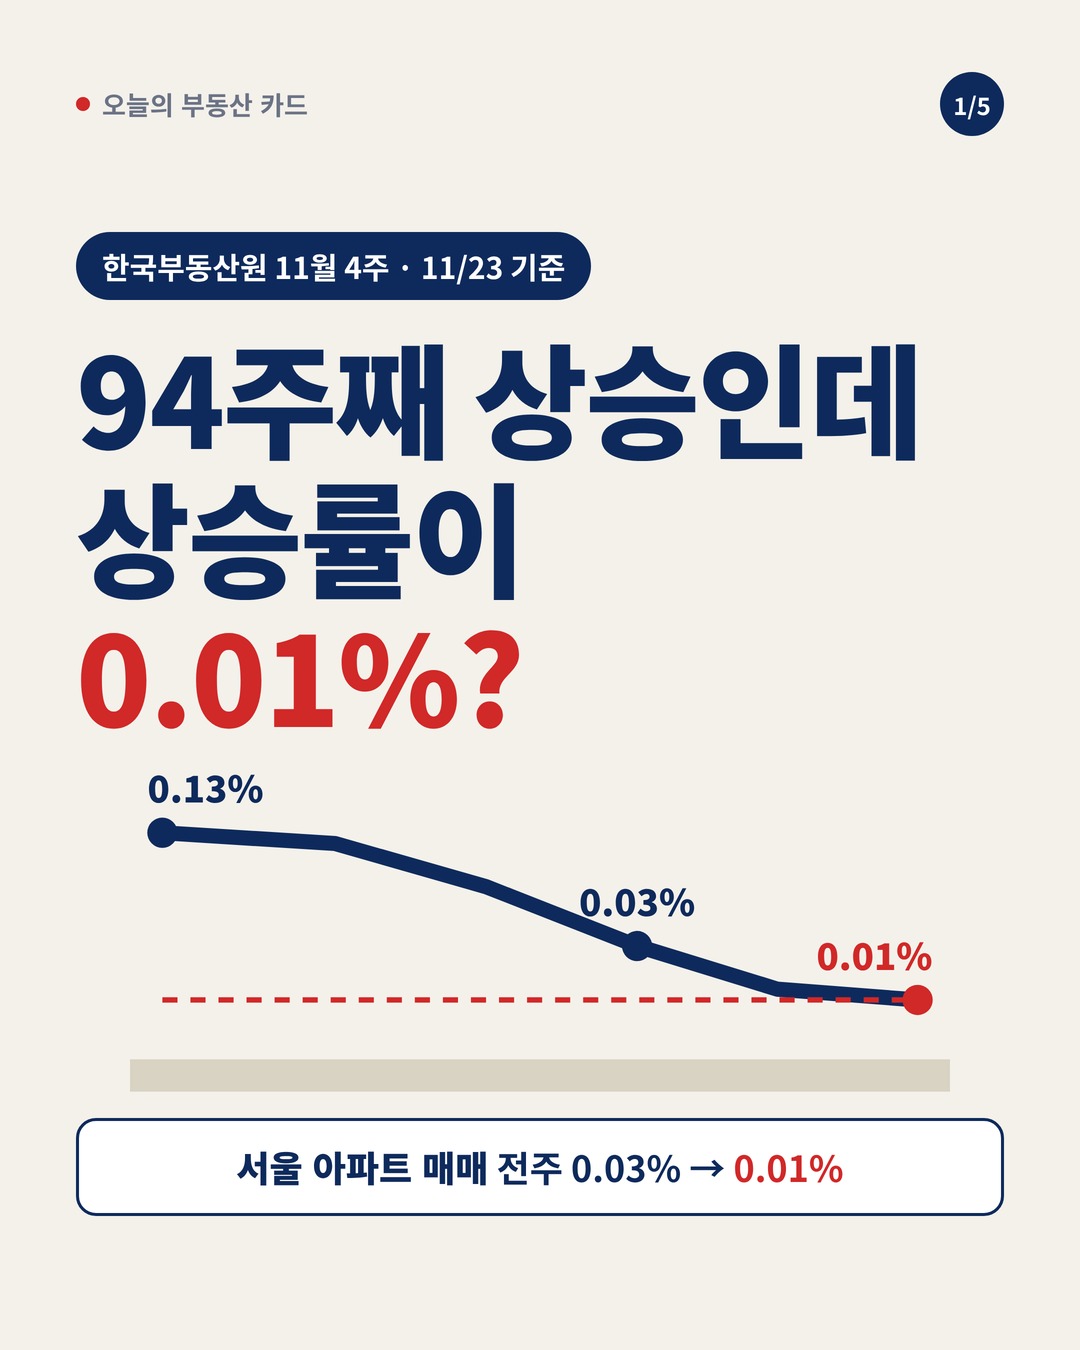 오늘의 부동산 카드
1/5
한국부동산원 11월 4주 · 11/23 기준
94주째 상승인데
상승률이
0.01%?
0.13%
0.03%
0.01%
서울 아파트 매매 전주 0.03% → 0.01%